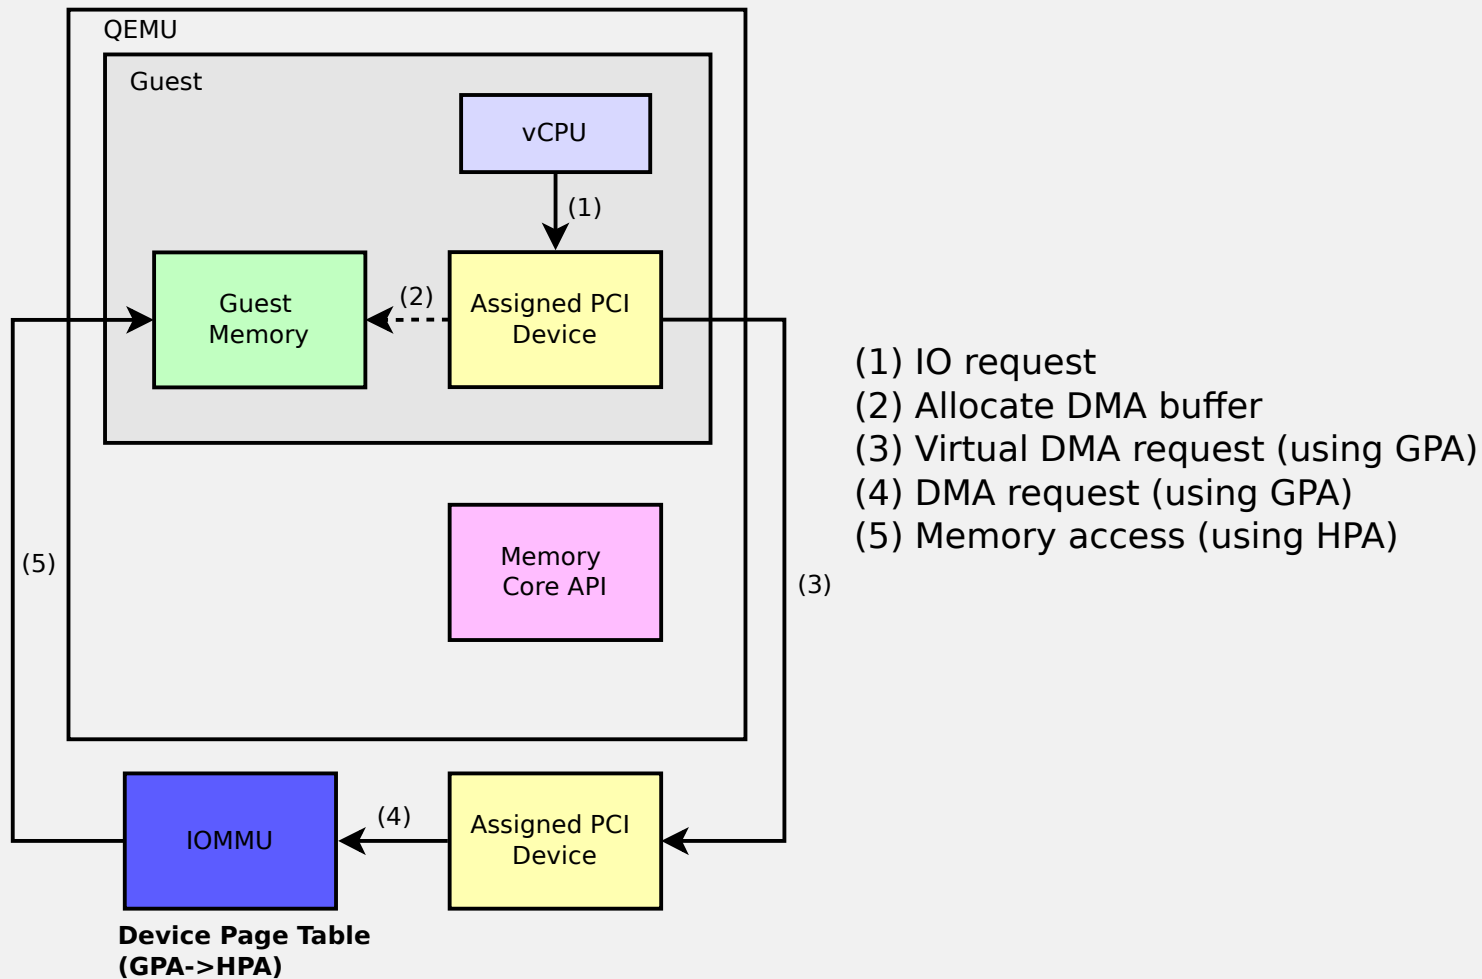 QEMU
Guest
vCPU
(1)
Guest
Memory
(2)
Assigned PCI
Device
(1) IO request
(2) Allocate DMA buffer
(3) Virtual DMA request (using GPA)
(4) DMA request (using GPA)
(5) Memory access (using HPA)
Memory
Core API
(5)
(3)
IOMMU
(4)
Assigned PCI
Device
Device Page Table
(GPA->HPA)